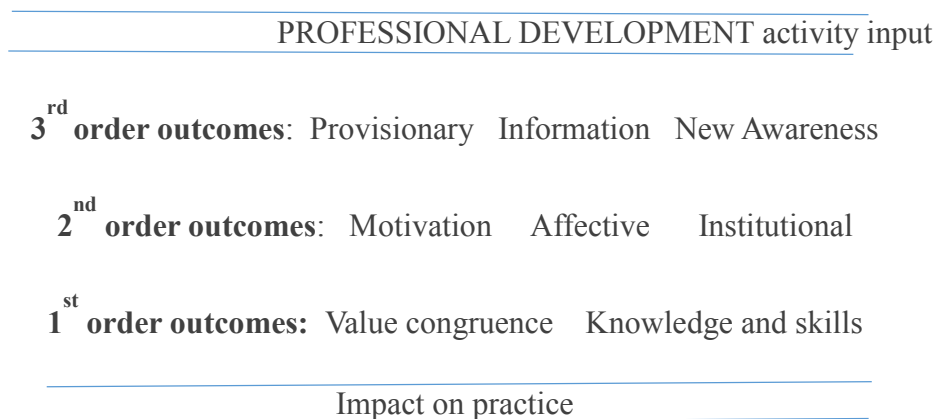 PROFESSIONAL DEVELOPMENT activity input
3rd order outcomes: Provisionary Information New Awareness
2nd order outcomes: Motivation Affective Institutional
1st order outcomes: Value congruence Knowledge and skills
Impact on practice